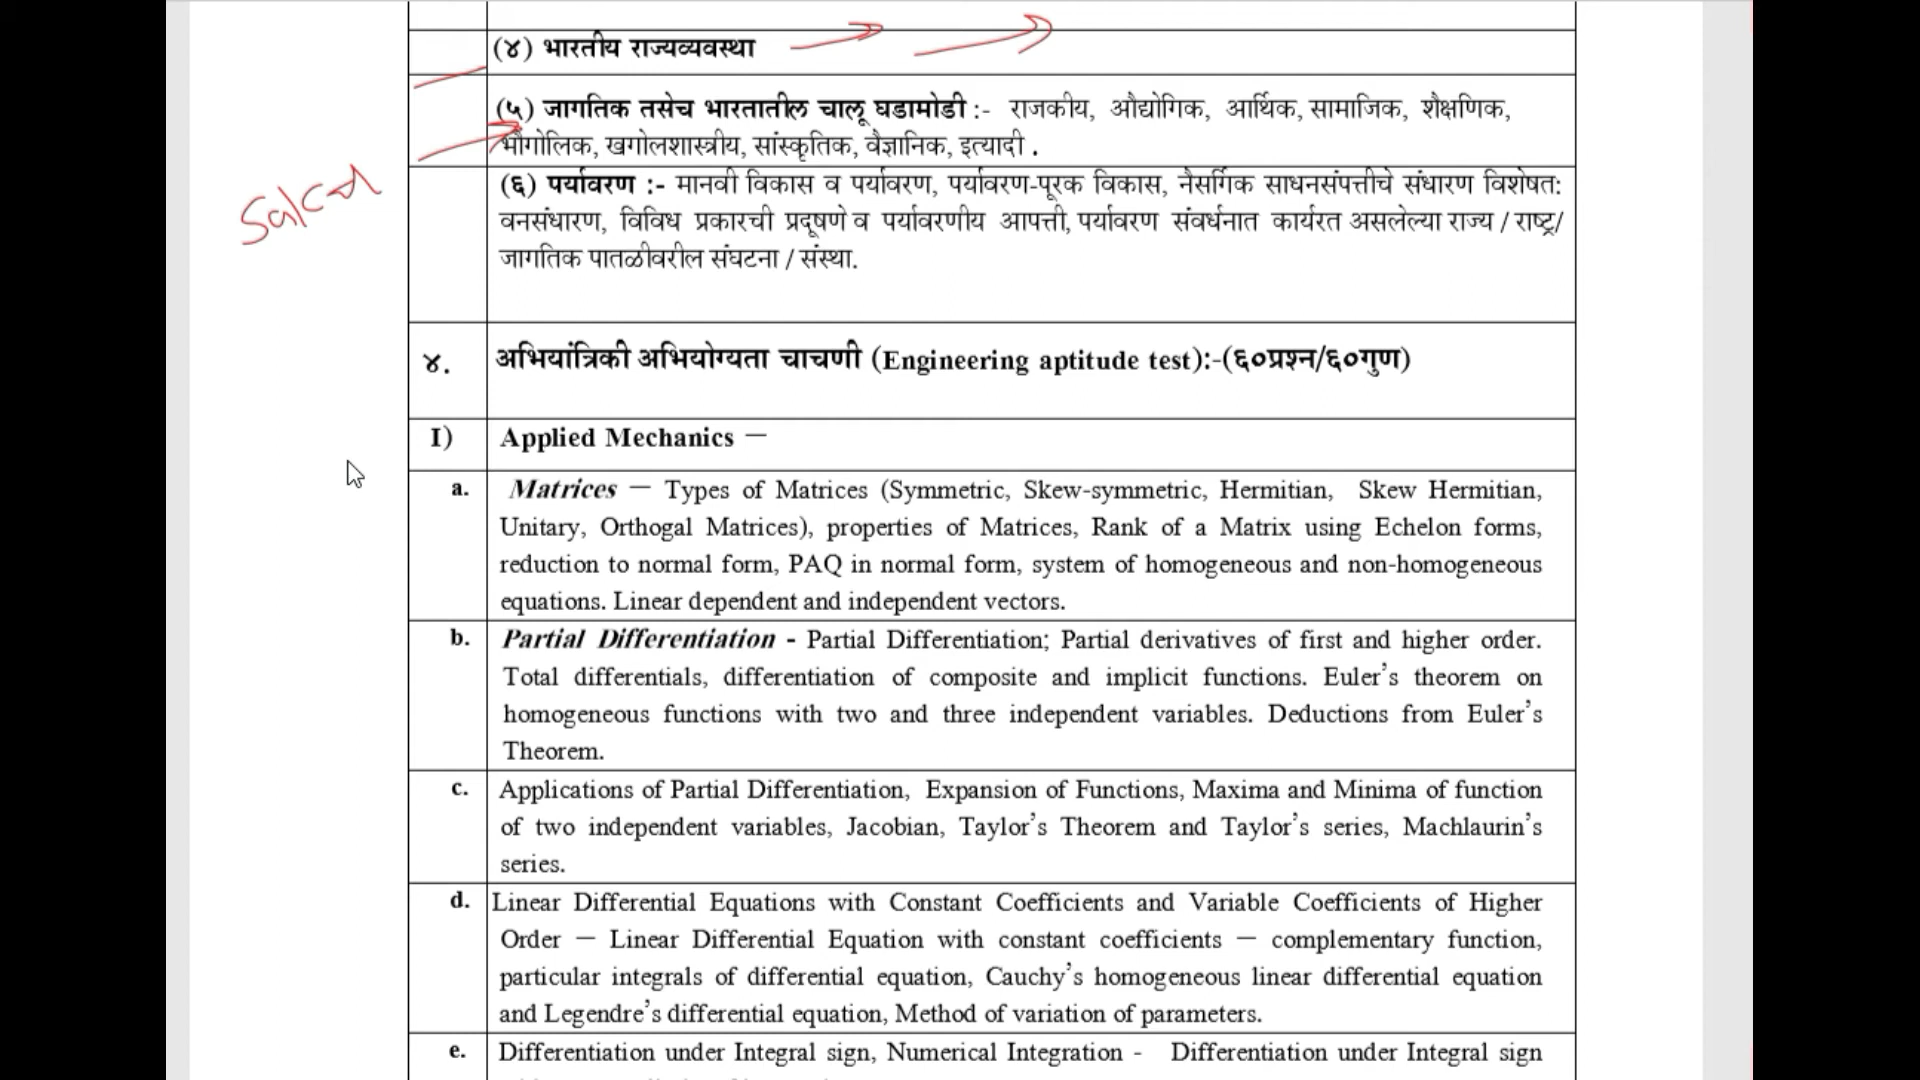 (४) भारतीय राज्यव्यवस्था
(५) जागतिक तसेच भारतातील चालू घडामोडी :- राजकीय, औद्योगिक, आर्थिक, सामाजिक, शैक्षणिक,
भौगोलिक, खगोलशास्त्रीय, सांस्कृतिक, वैज्ञानिक, इत्यादी .
(६) पर्यावरण :- मानवी विकास व पर्यावरण, पर्यावरण-पूरक विकास, नैसर्गिक साधनसंपत्तीचे संधारण विशेषत:
वनसंधारण, विविध प्रकारची प्रदूषणे व पर्यावरणीय आपत्ती, पर्यावरण संवर्धनात कार्यरत असलेल्या राज्य / राष्ट्र/
जागतिक पातळीवरील संघटना / संस्था.
४. अभियांत्रिकी अभियोग्यता चाचणी (Engineering aptitude test):-(६०प्रश्न/६०गुण)
I) Applied Mechanics —
a. Matrices — Types of Matrices (Symmetric, Skew-symmetric, Hermitian, Skew Hermitian,
Unitary, Orthogal Matrices), properties of Matrices, Rank of a Matrix using Echelon forms,
reduction to normal form, PAQ in normal form, system of homogeneous and non-homogeneous
equations. Linear dependent and independent vectors.
b. Partial Differentiation - Partial Differentiation; Partial derivatives of first and higher order.
Total differentials, differentiation of composite and implicit functions. Euler’s theorem on
homogeneous functions with two and three independent variables. Deductions from Euler’s
Theorem.
c. Applications of Partial Differentiation, Expansion of Functions, Maxima and Minima of function
of two independent variables, Jacobian, Taylor’s Theorem and Taylor’s series, Machlaurin’s
series.
d. Linear Differential Equations with Constant Coefficients and Variable Coefficients of Higher
Order — Linear Differential Equation with constant coefficients — complementary function,
particular integrals of differential equation, Cauchy’s homogeneous linear differential equation
and Legendre’s differential equation, Method of variation of parameters.
e. Differentiation under Integral sign, Numerical Integration - Differentiation under Integral sign